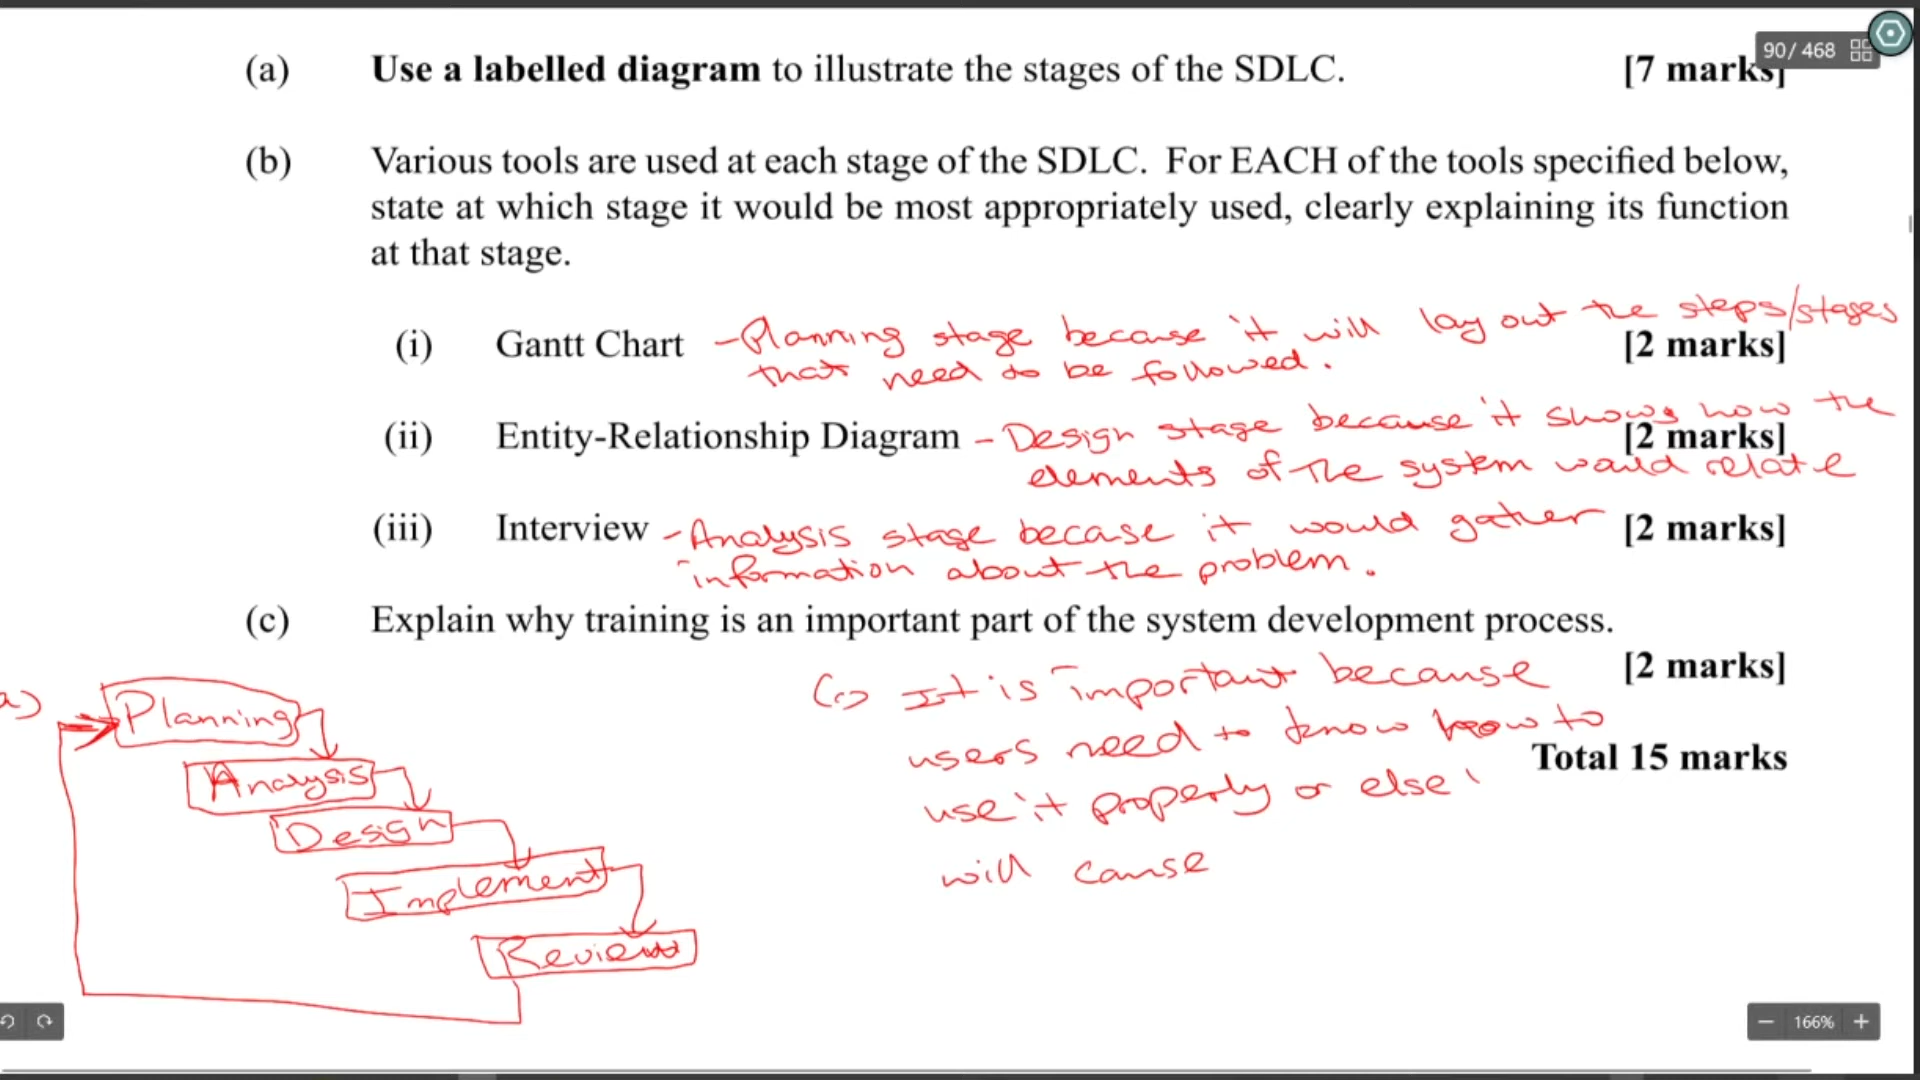 90 / 468
(a) Use a labelled diagram to illustrate the stages of the SDLC. [7 marks]
(b) Various tools are used at each stage of the SDLC. For EACH of the tools specified below,
state at which stage it would be most appropriately used, clearly explaining its function
at that stage.
(i) Gantt Chart - Planning stage because it will lay out the steps/stages [2 marks]
that need to be followed.
(ii) Entity-Relationship Diagram - Design stage because it shows how the [2 marks]
elements of the system would relate
(iii) Interview - Analysis stage because it would gather [2 marks]
information about the problem.
(c) Explain why training is an important part of the system development process.
[2 marks]
a) Planning
Analysis
Design
Implement
Review
(c) It is important because
users need to know how to
use it properly or else
will cause
Total 15 marks
166%